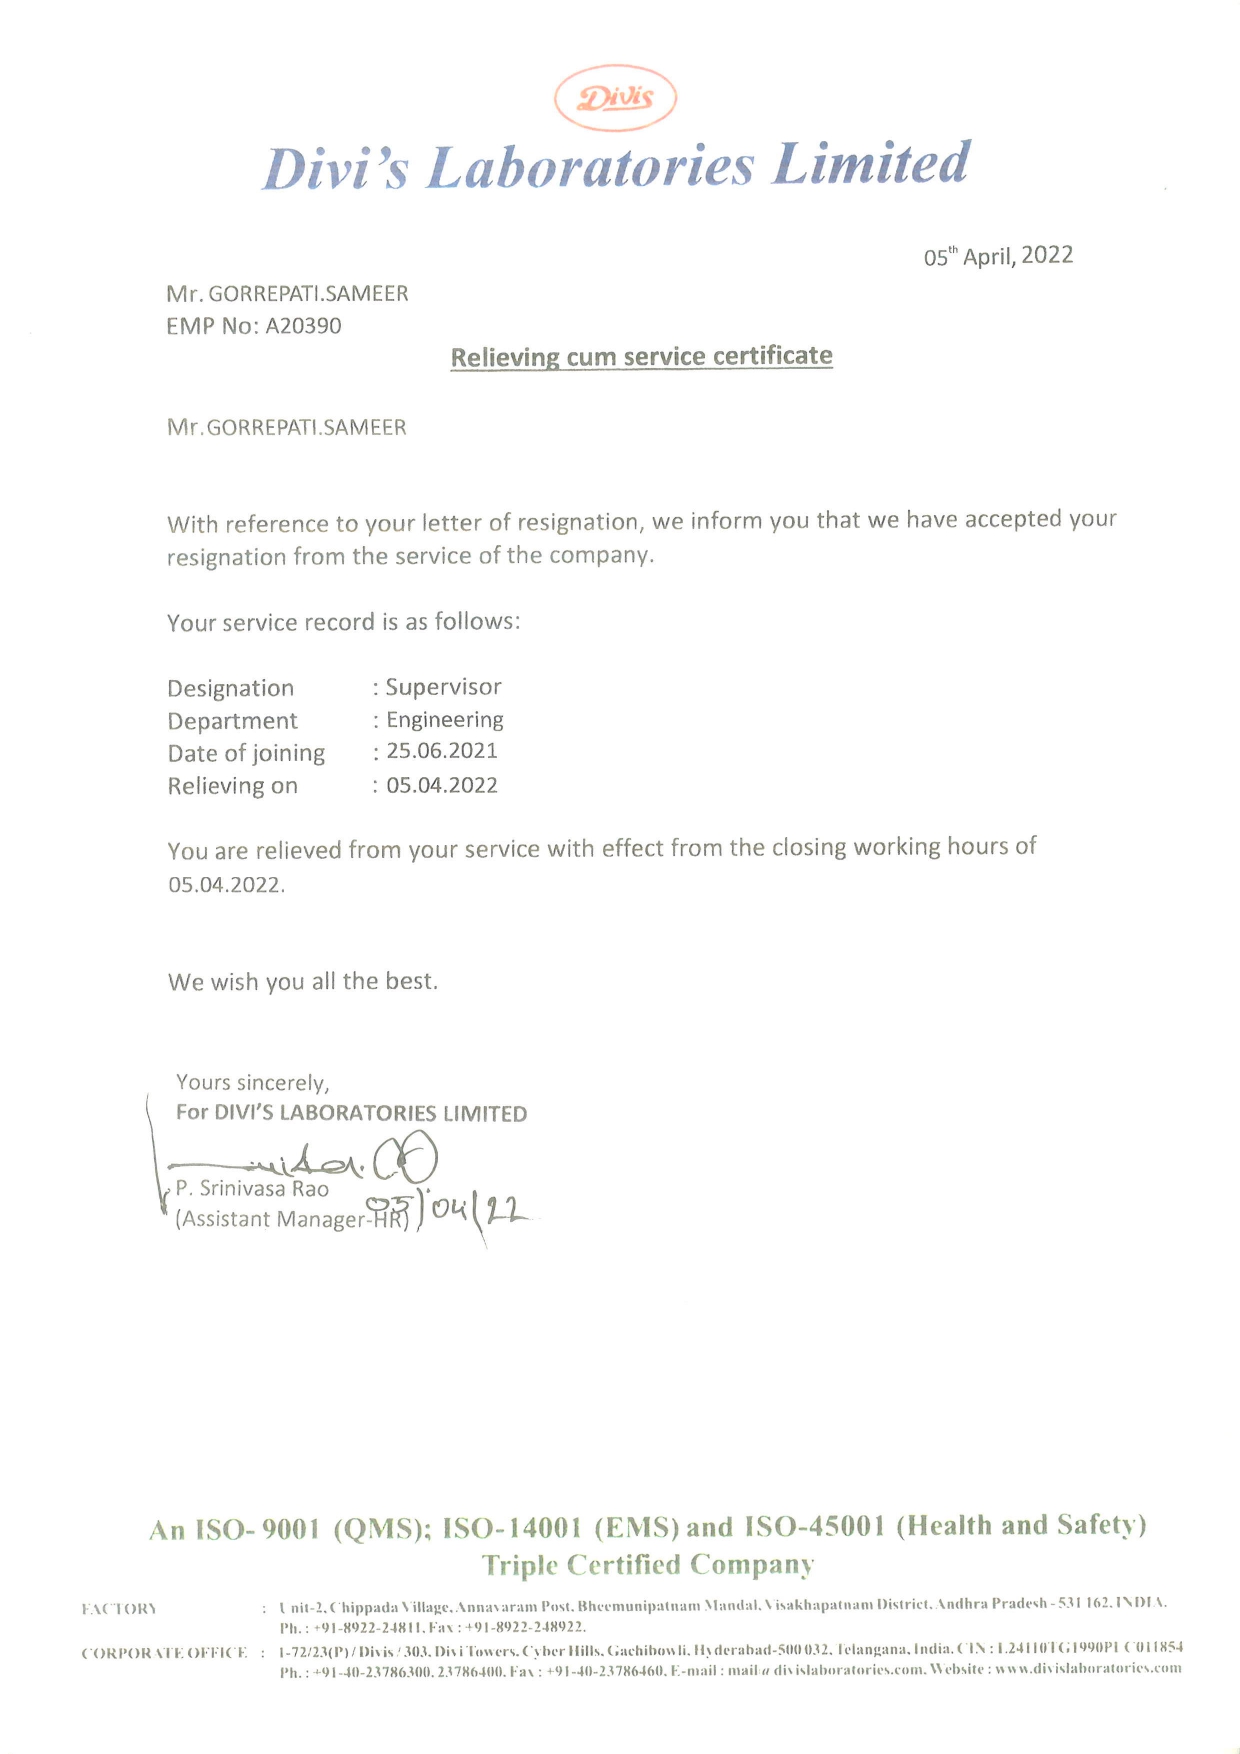 Divis
Divi's Laboratories Limited
05th April, 2022
Mr. GORREPATI.SAMEER
EMP No: A20390
Relieving cum service certificate
Mr.GORREPATI.SAMEER
With reference to your letter of resignation, we inform you that we have accepted your
resignation from the service of the company.
Your service record is as follows:
Designation : Supervisor
Department : Engineering
Date of joining : 25.06.2021
Relieving on : 05.04.2022
You are relieved from your service with effect from the closing working hours of
05.04.2022.
We wish you all the best.
Yours sincerely,
For DIVI'S LABORATORIES LIMITED
P. Srinivasa Rao
(Assistant Manager-HR) 05/04/22
An ISO- 9001 (QMS); ISO-14001 (EMS) and ISO-45001 (Health and Safety)
Triple Certified Company
FACTORY : Unit-2, Chippada Village, Annavaram Post, Bheemunipatnam Mandal, Visakhapatnam District, Andhra Pradesh - 531 162. INDIA.
Ph. : +91-8922-24811, Fax : +91-8922-248922.
CORPORATE OFFICE : 1-72/23(P) / Divis / 303, Divi Towers, Cyber Hills, Gachibowli, Hyderabad-500 032, Telangana, India. CIN : L24110TG1990PLC011854
Ph. : +91-40-23786300, 23786400, Fax : +91-40-23786460, E-mail : mail@divislaboratories.com, Website : www.divislaboratories.com